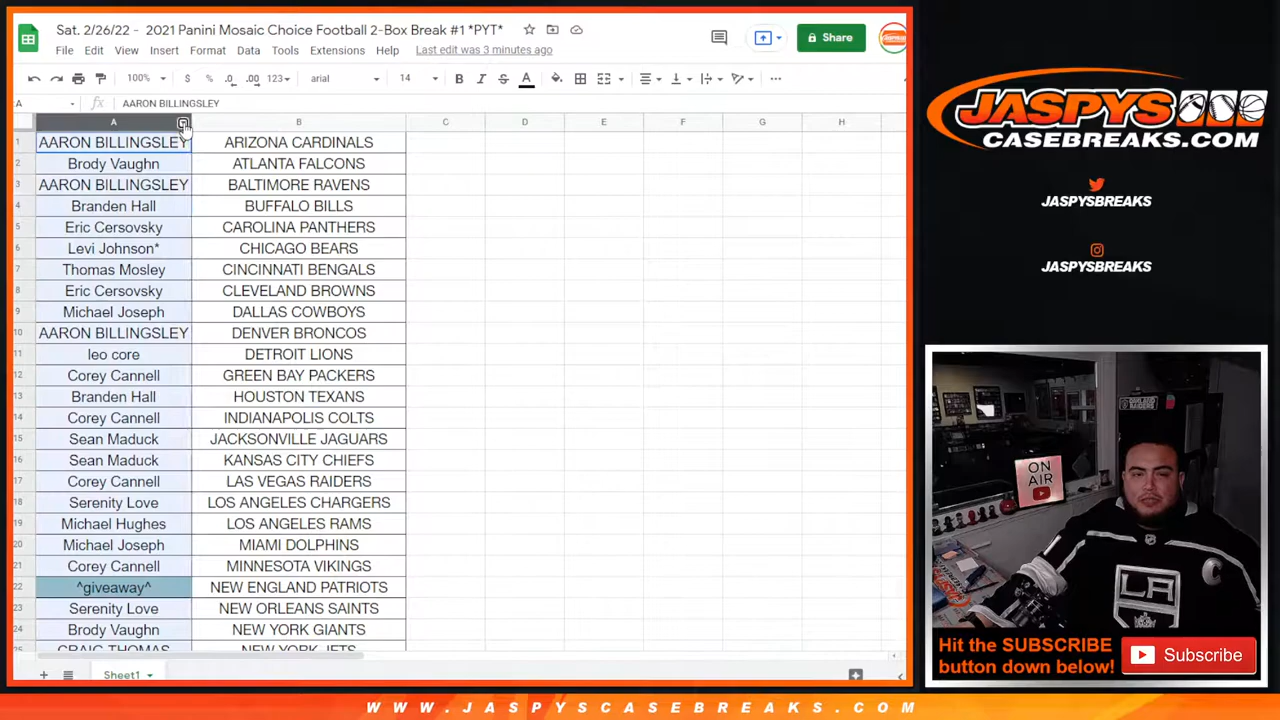 Sat. 2/26/22 - 2021 Panini Mosaic Choice Football 2-Box Break #1 *PYT*
File Edit View Insert Format Data Tools Extensions Help Last edit was 3 minutes ago
Share
100% $ % .0 .00 123 arial 14
A fx AARON BILLINGSLEY
A B C D E F G H
1 AARON BILLINGSLEY ARIZONA CARDINALS
2 Brody Vaughn ATLANTA FALCONS
3 AARON BILLINGSLEY BALTIMORE RAVENS
4 Branden Hall BUFFALO BILLS
5 Eric Cersovsky CAROLINA PANTHERS
6 Levi Johnson* CHICAGO BEARS
7 Thomas Mosley CINCINNATI BENGALS
8 Eric Cersovsky CLEVELAND BROWNS
9 Michael Joseph DALLAS COWBOYS
10 AARON BILLINGSLEY DENVER BRONCOS
11 leo core DETROIT LIONS
12 Corey Cannell GREEN BAY PACKERS
13 Branden Hall HOUSTON TEXANS
14 Corey Cannell INDIANAPOLIS COLTS
15 Sean Maduck JACKSONVILLE JAGUARS
16 Sean Maduck KANSAS CITY CHIEFS
17 Corey Cannell LAS VEGAS RAIDERS
18 Serenity Love LOS ANGELES CHARGERS
19 Michael Hughes LOS ANGELES RAMS
20 Michael Joseph MIAMI DOLPHINS
21 Corey Cannell MINNESOTA VIKINGS
22 ^giveaway^ NEW ENGLAND PATRIOTS
23 Serenity Love NEW ORLEANS SAINTS
24 Brody Vaughn NEW YORK GIANTS
25 CRAIG THOMAS NEW YORK JETS
Sheet1
JASPYS
CASEBREAKS.COM
JASPYSBREAKS
JASPYSBREAKS
ON
AIR
LA
C
Hit the SUBSCRIBE
button down below!
Subscribe
WWW.JASPYSCASEBREAKS.COM